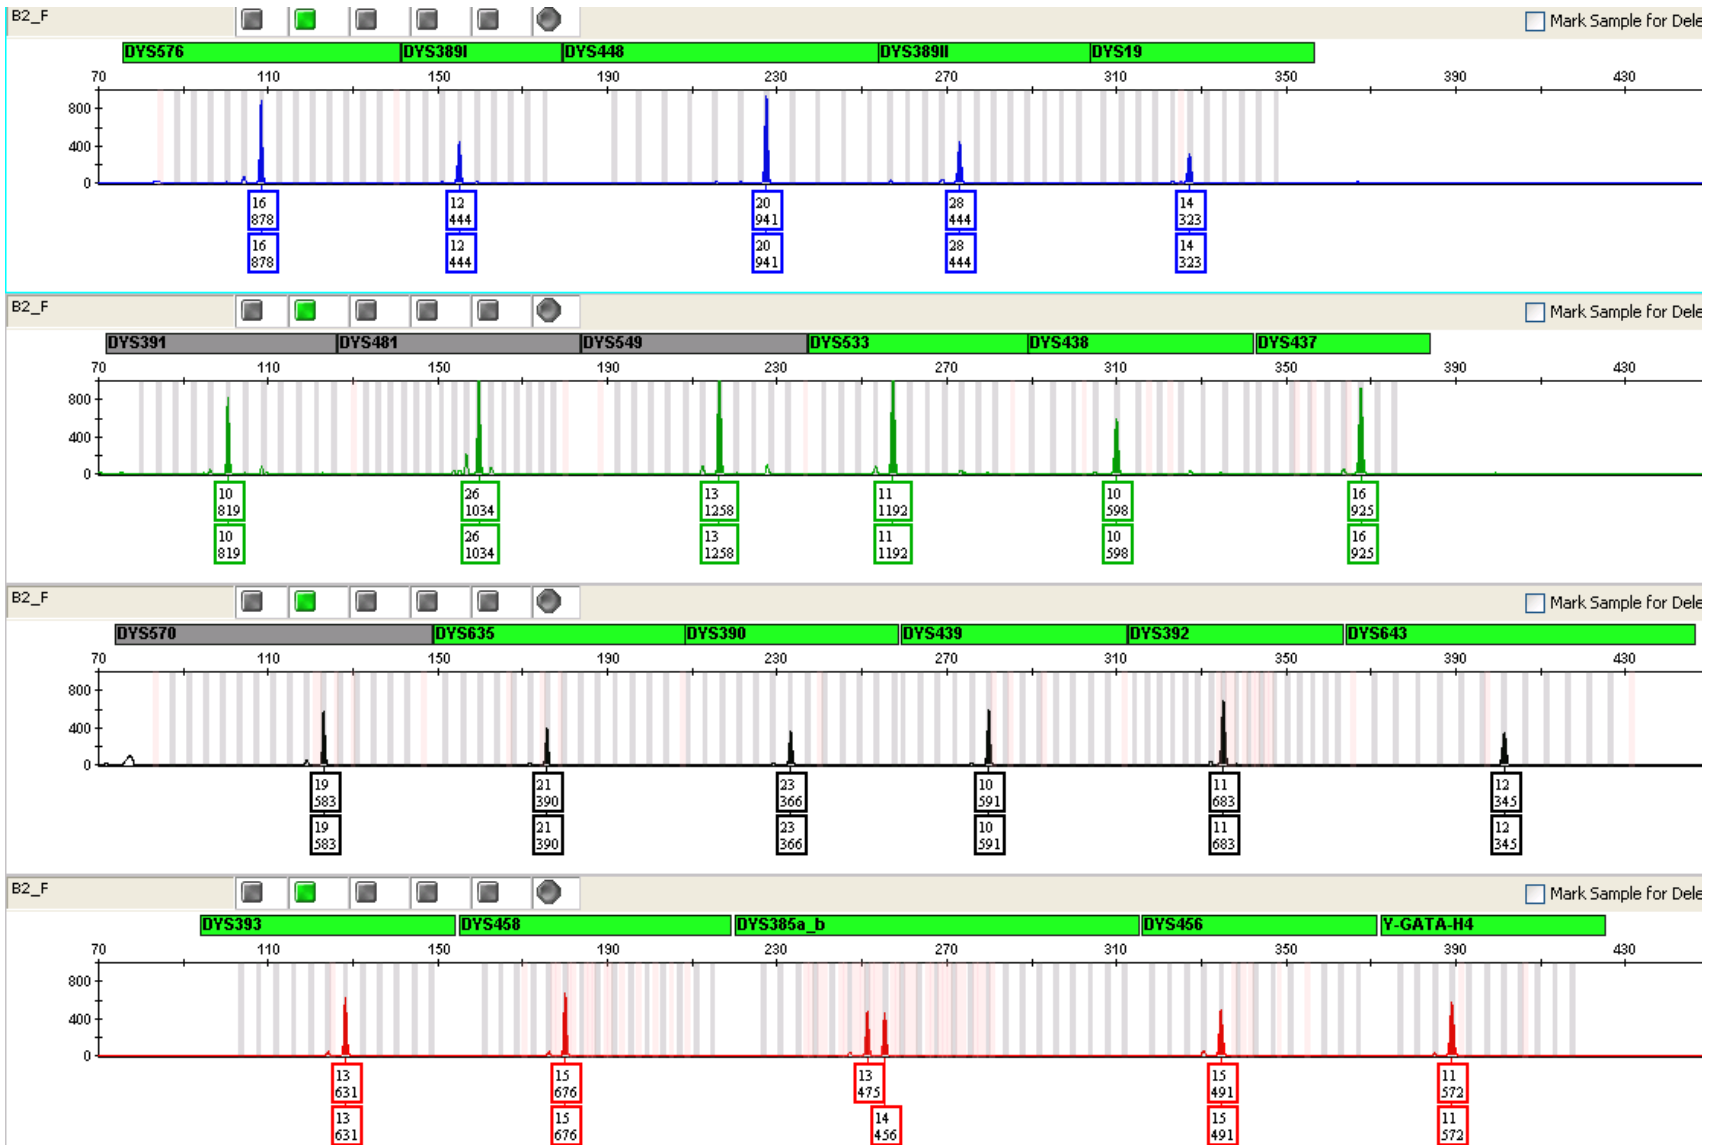 B2_F Mark Sample for Dele
DYS576 DYS389I DYS448 DYS389II DYS19
70 110 150 190 230 270 310 350 390 430
800
400
0
16 12 20 28 14
878 444 941 444 323
16 12 20 28 14
878 444 941 444 323
B2_F Mark Sample for Dele
DYS391 DYS481 DYS549 DYS533 DYS438 DYS437
70 110 150 190 230 270 310 350 390 430
800
400
0
10 26 13 11 10 16
819 1034 1258 1192 598 925
10 26 13 11 10 16
819 1034 1258 1192 598 925
B2_F Mark Sample for Dele
DYS570 DYS635 DYS390 DYS439 DYS392 DYS643
70 110 150 190 230 270 310 350 390 430
800
400
0
19 21 23 10 11 12
583 390 366 591 683 345
19 21 23 10 11 12
583 390 366 591 683 345
B2_F Mark Sample for Dele
DYS393 DYS458 DYS385a_b DYS456 Y-GATA-H4
70 110 150 190 230 270 310 350 390 430
800
400
0
13 15 13 15 11
631 676 475 491 572
13 15 14 15 11
631 676 456 491 572